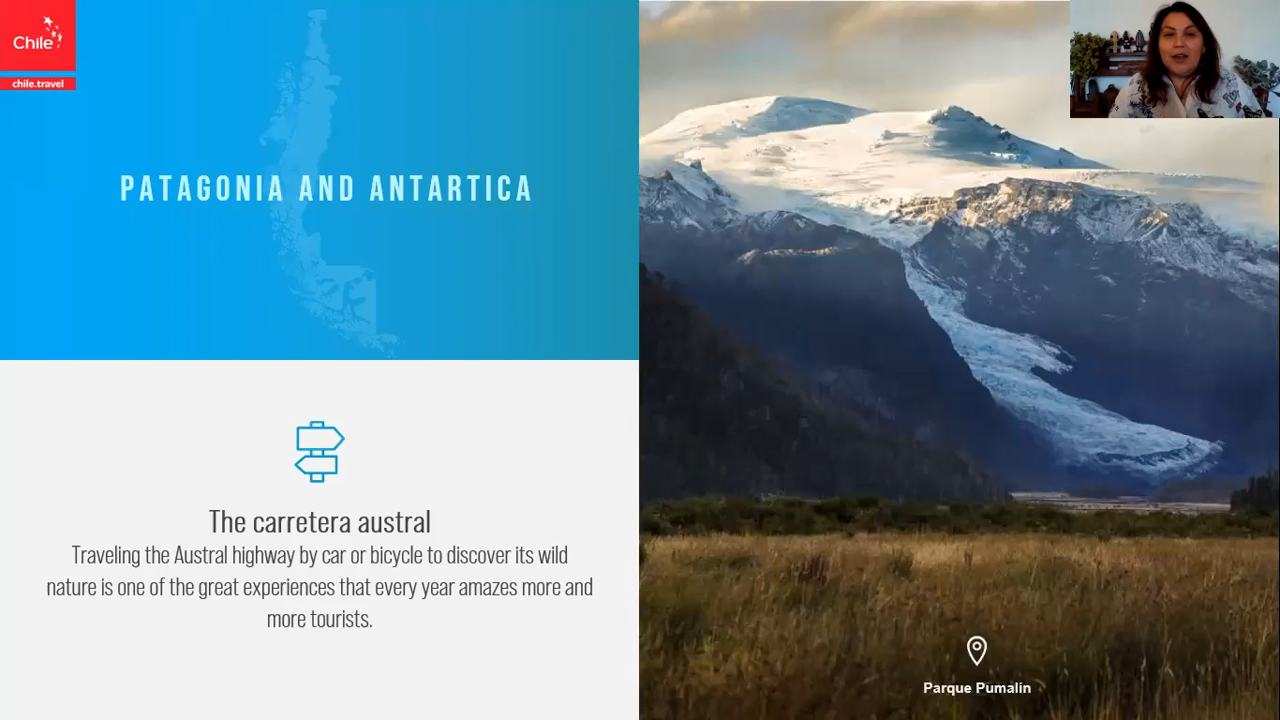 Chile
chile.travel
PATAGONIA AND ANTARTICA
The carretera austral
Traveling the Austral highway by car or bicycle to discover its wild
nature is one of the great experiences that every year amazes more and
more tourists.
Parque Pumalín